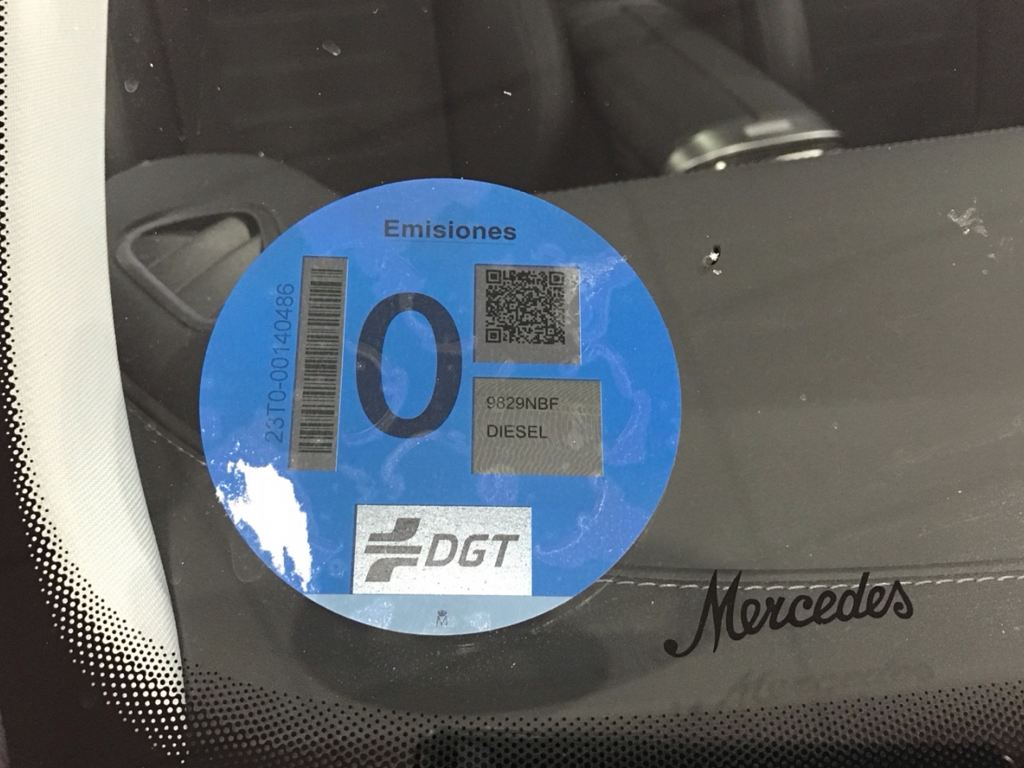 Emisiones
23T0-00140486
0
9829NBF
DIESEL
DGT
M
Mercedes